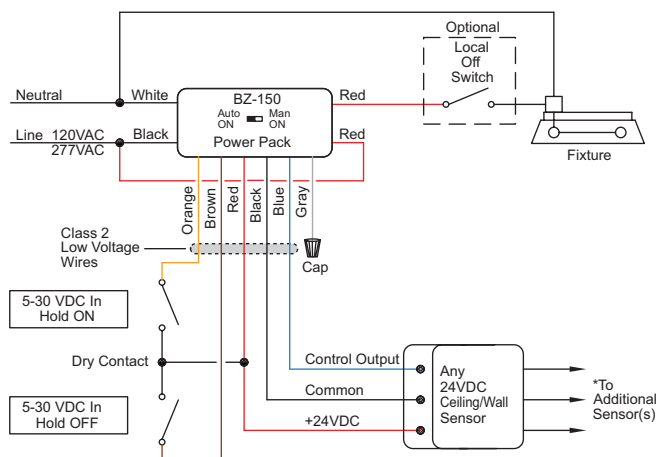 Optional
Local
Off
Switch
Neutral
White
BZ-150
Auto
ON
Man
ON
Power Pack
Red
Line 120VAC
277VAC
Black
Red
Fixture
Orange
Brown
Red
Black
Blue
Gray
Class 2
Low Voltage
Wires
Cap
5-30 VDC In
Hold ON
Dry Contact
5-30 VDC In
Hold OFF
Control Output
Common
+24VDC
Any
24VDC
Ceiling/Wall
Sensor
*To
Additional
Sensor(s)